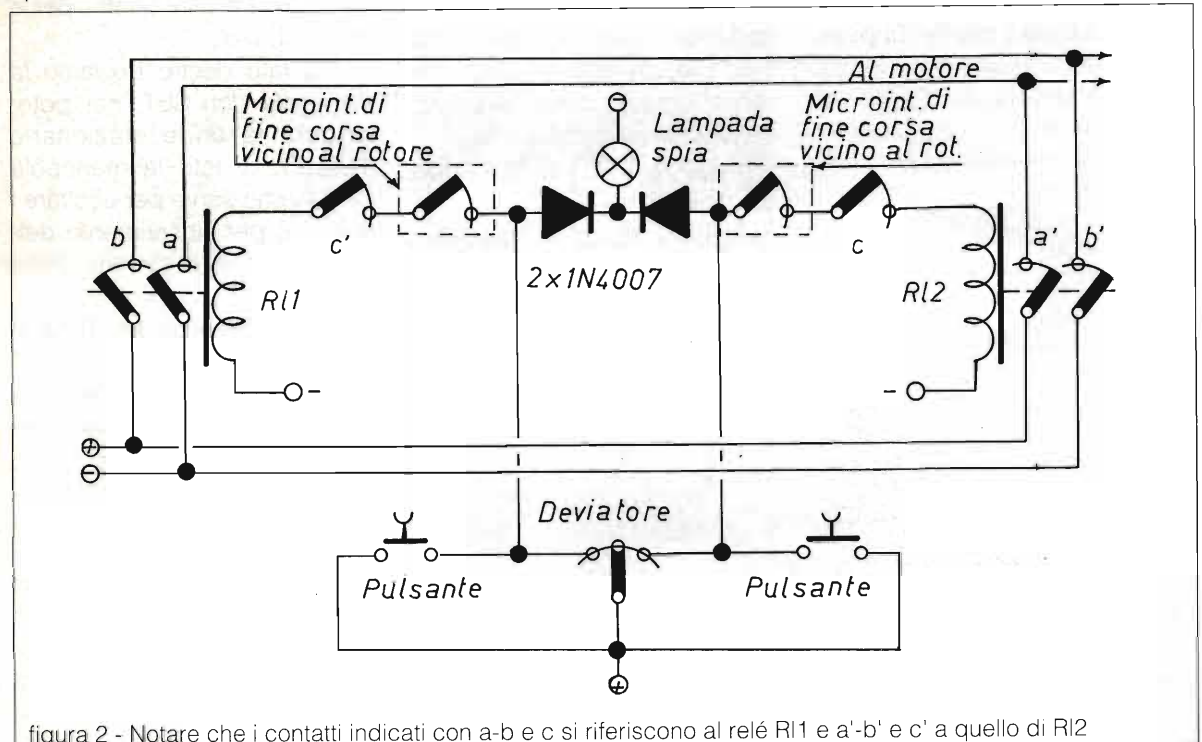 Al motore
Microint. di
fine corsa
vicino al rotore
Lampada
spia
Microint. di
fine corsa
vicino al rot.
b
a
c'
c
a'
b'
2x1N4007
Rl1
Rl2
-
-
+
-
Deviatore
Pulsante
Pulsante
+
figura 2 - Notare che i contatti indicati con a-b e c si riferiscono al relé Rl1 e a'-b' e c' a quello di Rl2